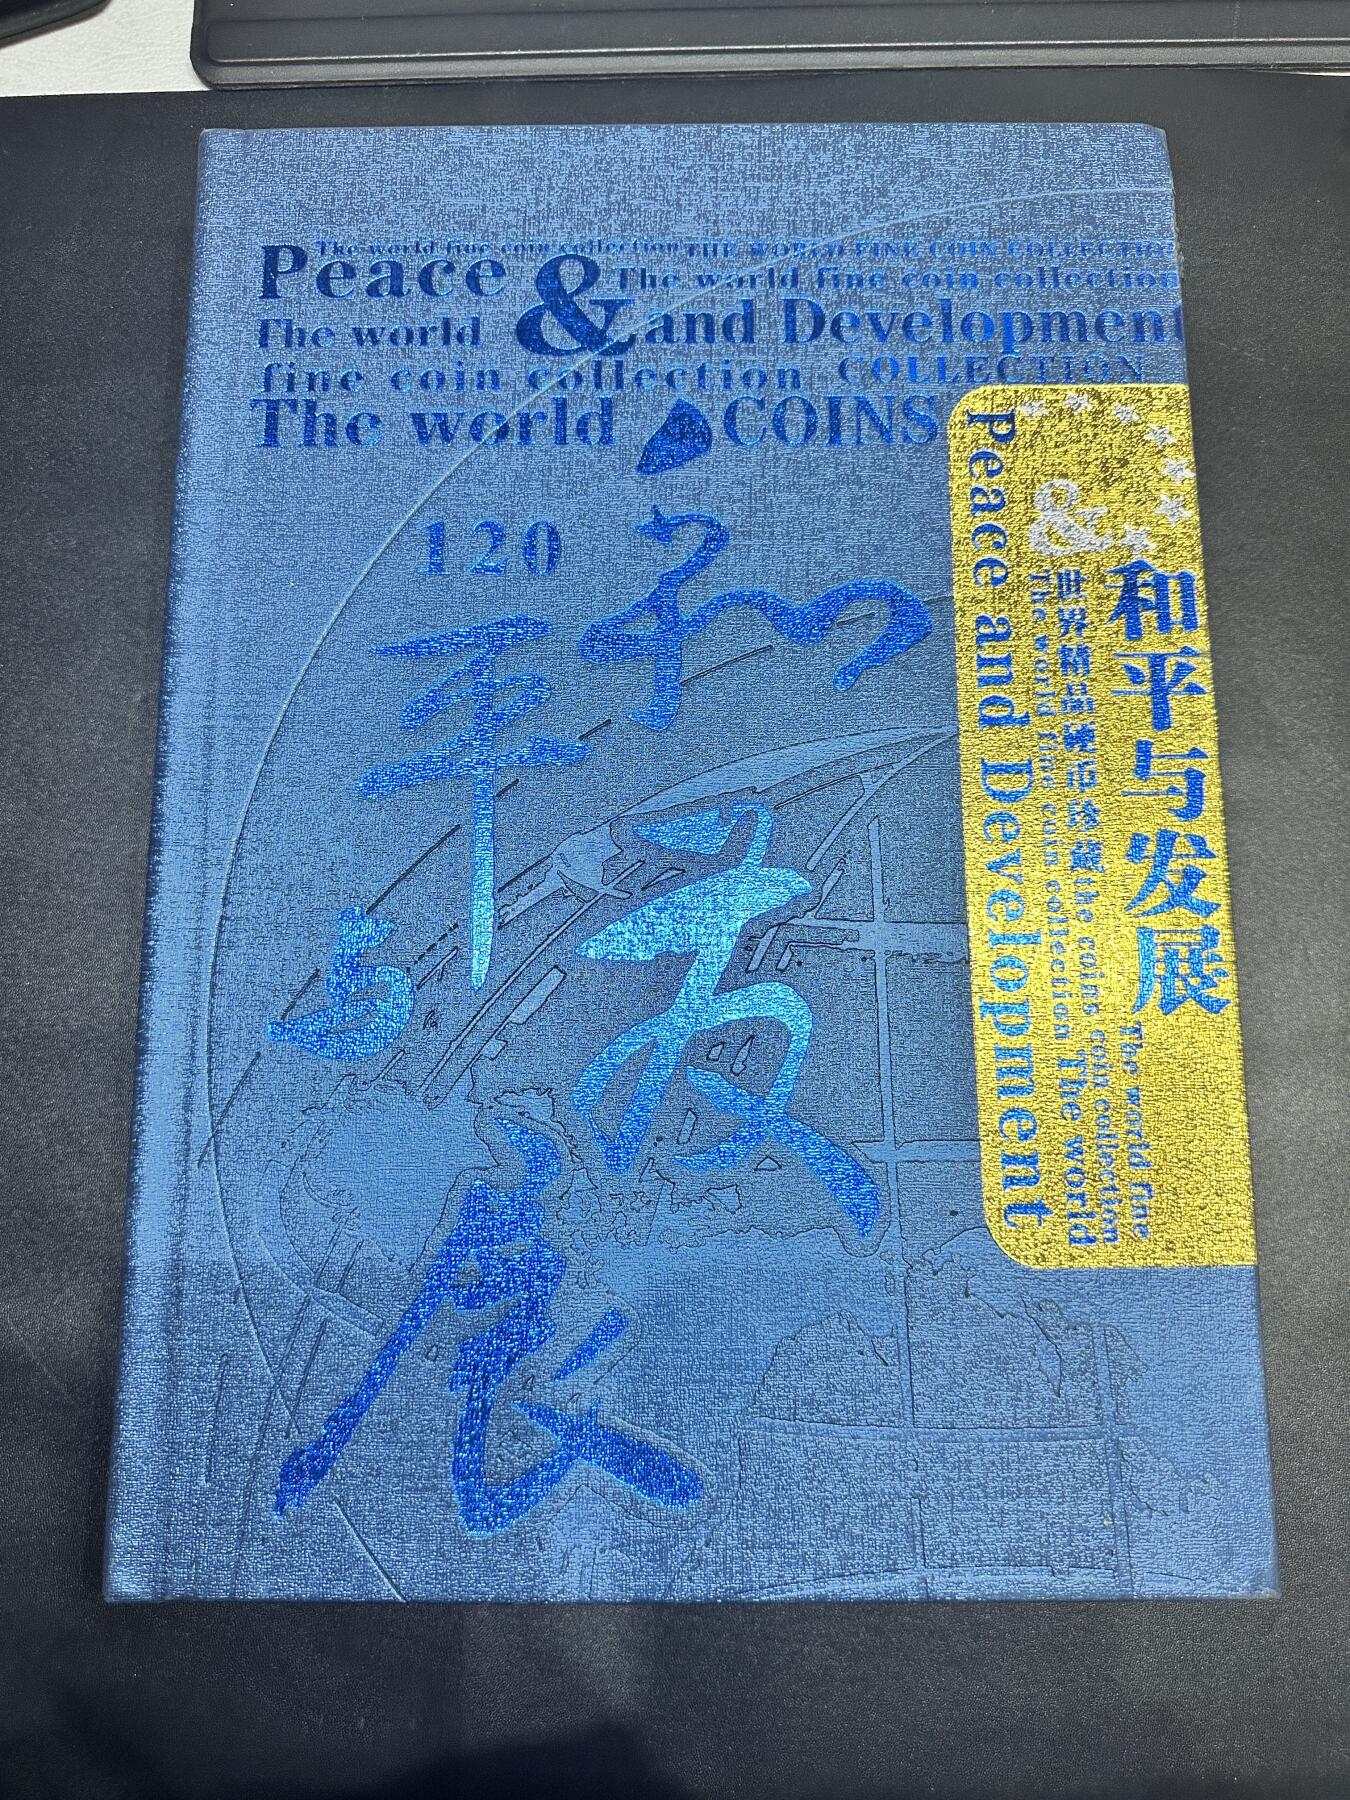 The world fine coin collection THE WORLD FINE COIN COLLECTION
Peace & The world fine coin collection
The world and Development
fine coin collection COLLECTION
The world COINS
120
和
平
与
发
展
Peace and Development
&
世界精品硬币珍藏 the coins coin collection
The world fine coin collection The world
和平与发展 The world fine